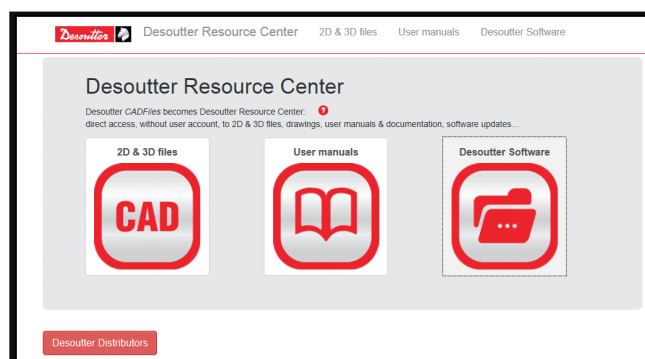 Desoutter Desoutter Resource Center 2D & 3D files User manuals Desoutter Software
Desoutter Resource Center
Desoutter CADFiles becomes Desoutter Resource Center: ?
direct access, without user account, to 2D & 3D files, drawings, user manuals & documentation, software updates...
2D & 3D files User manuals Desoutter Software
CAD
Desoutter Distributors